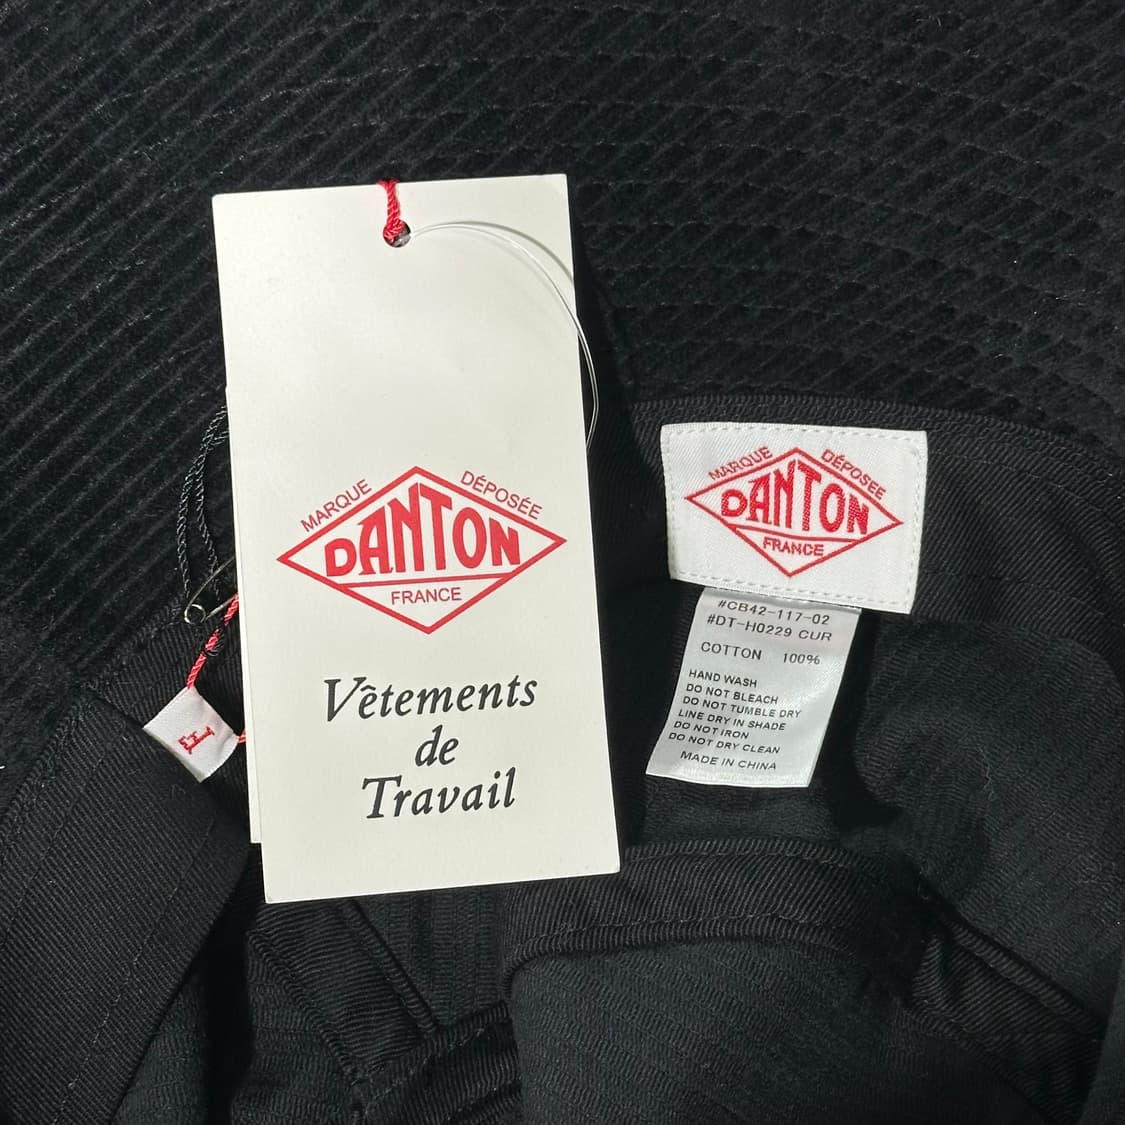 MARQUE DÉPOSÉE
DANTON
FRANCE
Vêtements
de
Travail
MARQUE DÉPOSÉE
DANTON
FRANCE
#CB42-117-02
#DT-H0229 CUR
COTTON 100%
HAND WASH
DO NOT BLEACH
DO NOT TUMBLE DRY
LINE DRY IN SHADE
DO NOT IRON
DO NOT DRY CLEAN
MADE IN CHINA